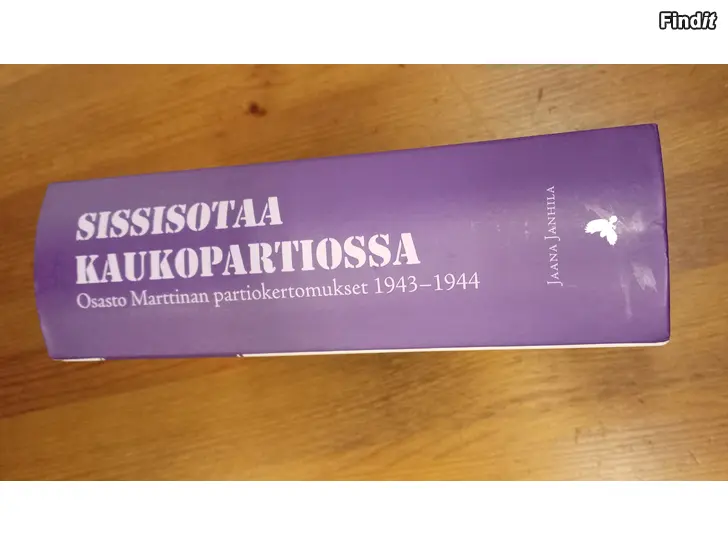 Findit
SISSISOTAA
KAUKOPARTIOSSA
Osasto Marttinan partiokertomukset 1943–1944
JAANA JANHILA